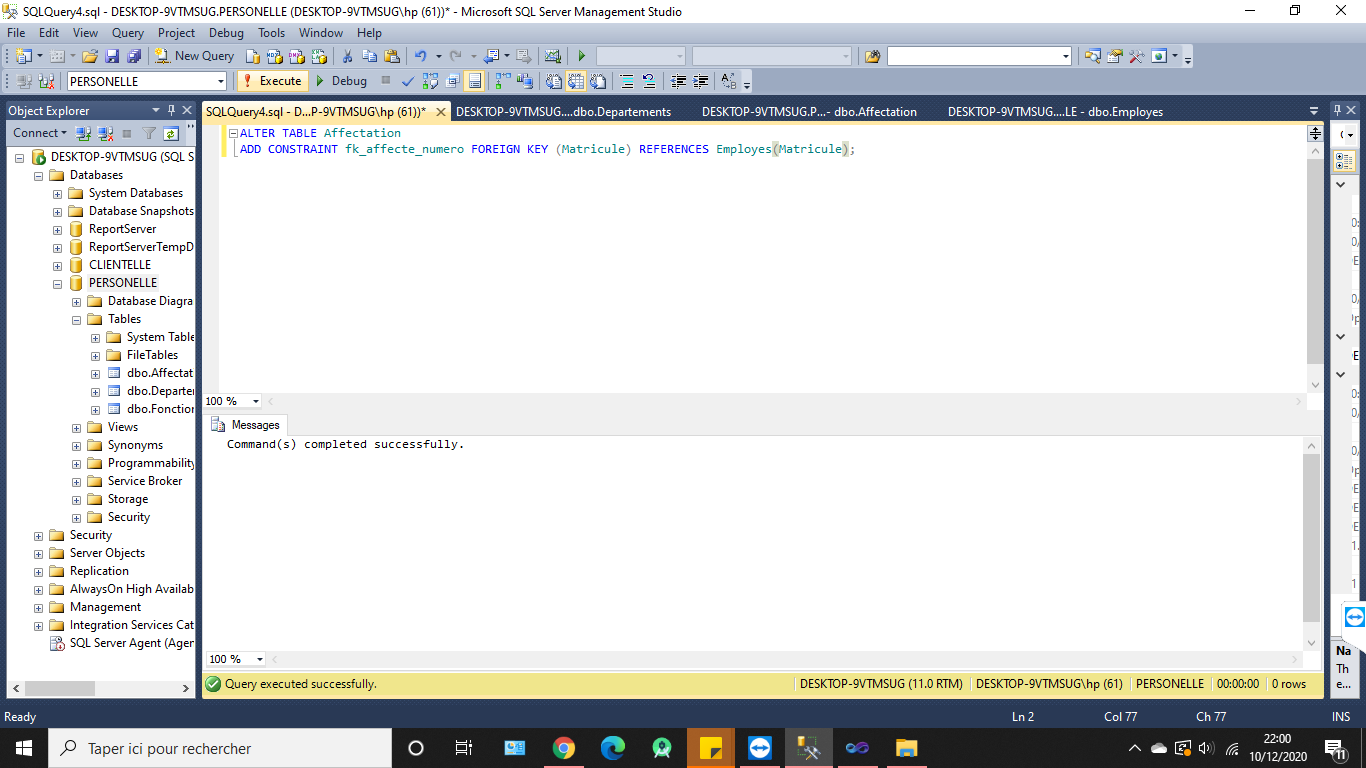 SQLQuery4.sql - DESKTOP-9VTMSUG.PERSONELLE (DESKTOP-9VTMSUG\hp (61))* - Microsoft SQL Server Management Studio
File Edit View Query Project Debug Tools Window Help
New Query
PERSONELLE Execute Debug
Object Explorer
SQLQuery4.sql - D...P-9VTMSUG\hp (61))* DESKTOP-9VTMSUG....dbo.Departements DESKTOP-9VTMSUG.P...- dbo.Affectation DESKTOP-9VTMSUG....LE - dbo.Employes
Connect
DESKTOP-9VTMSUG (SQL S
Databases
System Databases
Database Snapshots
ReportServer
ReportServerTempD
CLIENTELLE
PERSONELLE
Database Diagra
Tables
System Table
FileTables
dbo.Affectat
dbo.Departe
dbo.Fonction
Views
Synonyms
Programmability
Service Broker
Storage
Security
Security
Server Objects
Replication
AlwaysOn High Availab
Management
Integration Services Cat
SQL Server Agent (Agen
ALTER TABLE Affectation
ADD CONSTRAINT fk_affecte_numero FOREIGN KEY (Matricule) REFERENCES Employes(Matricule);
100 %
Messages
Command(s) completed successfully.
100 %
Query executed successfully. DESKTOP-9VTMSUG (11.0 RTM) DESKTOP-9VTMSUG\hp (61) PERSONELLE 00:00:00 0 rows
Na
Th
e...
Ready Ln 2 Col 77 Ch 77 INS
Taper ici pour rechercher
22:00
10/12/2020
11